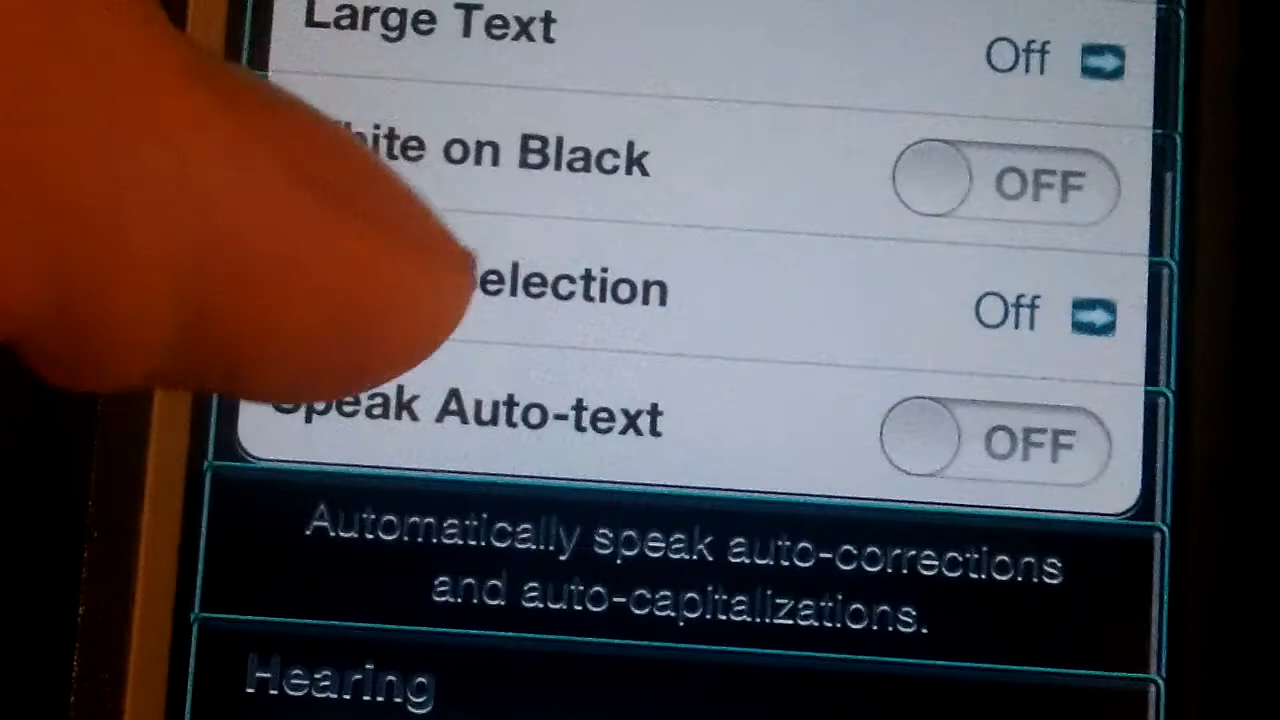 Large Text Off
hite on Black OFF
election Off
Speak Auto-text OFF
Automatically speak auto-corrections
and auto-capitalizations.
Hearing